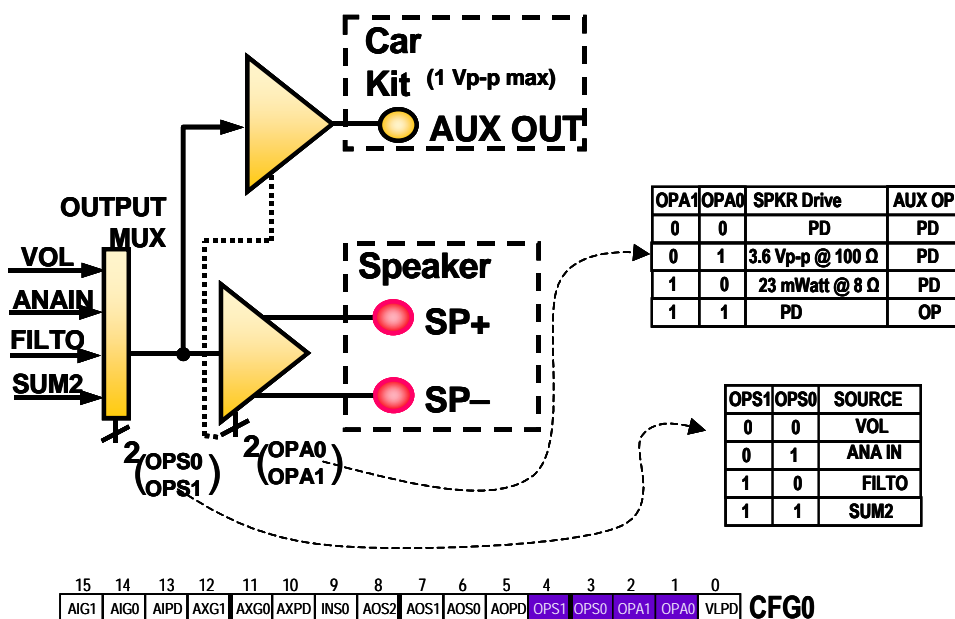 Car
Kit (1 Vp-p max)
AUX OUT
OUTPUT
MUX
VOL
ANAIN
FILTO
SUM2
Speaker
SP+
SP–
2 (OPS0
OPS1)
2 (OPA0
OPA1)
OPA1 OPA0 SPKR Drive AUX OP
0 0 PD PD
0 1 3.6 Vp-p @ 100 Ω PD
1 0 23 mWatt @ 8 Ω PD
1 1 PD OP
OPS1 OPS0 SOURCE
0 0 VOL
0 1 ANA IN
1 0 FILTO
1 1 SUM2
15 14 13 12 11 10 9 8 7 6 5 4 3 2 1 0
AIG1 AIG0 AIPD AXG1 AXG0 AXPD INS0 AOS2 AOS1 AOS0 AOPD OPS1 OPS0 OPA1 OPA0 VLPD CFG0